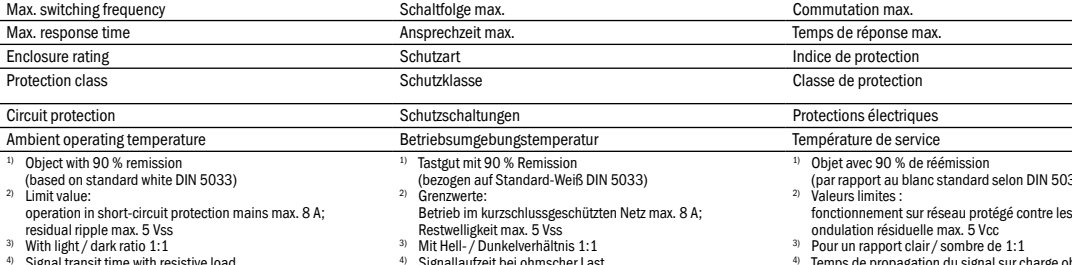 Max. switching frequency Schaltfolge max. Commutation max.
Max. response time Ansprechzeit max. Temps de réponse max.
Enclosure rating Schutzart Indice de protection
Protection class Schutzklasse Classe de protection
Circuit protection Schutzschaltungen Protections électriques
Ambient operating temperature Betriebsumgebungstemperatur Température de service
1) Object with 90 % remission
(based on standard white DIN 5033)
2) Limit value:
operation in short-circuit protection mains max. 8 A;
residual ripple max. 5 Vss
3) With light / dark ratio 1:1
4) Signal transit time with resistive load
1) Tastgut mit 90 % Remission
(bezogen auf Standard-Weiß DIN 5033)
2) Grenzwerte:
Betrieb im kurzschlussgeschützten Netz max. 8 A;
Restwelligkeit max. 5 Vss
3) Mit Hell- / Dunkelverhältnis 1:1
4) Signallaufzeit bei ohmscher Last
1) Objet avec 90 % de réémission
(par rapport au blanc standard selon DIN 503
2) Valeurs limites :
fonctionnement sur réseau protégé contre les
ondulation résiduelle max. 5 Vcc
3) Pour un rapport clair / sombre de 1:1
4) Temps de propagation du signal sur charge